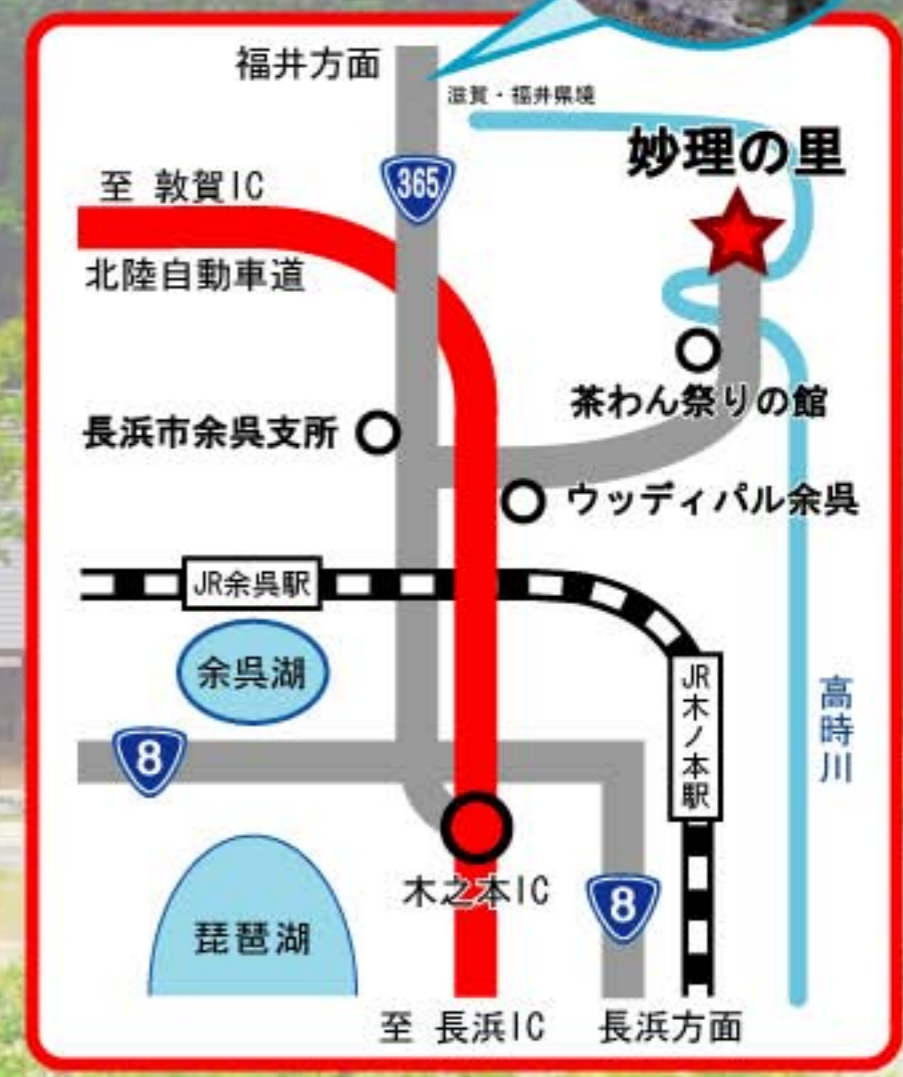 福井方面
滋賀・福井県境
妙理の里
365
至 敦賀IC
北陸自動車道
茶わん祭りの館
長浜市余呉支所
ウッディパル余呉
JR余呉駅
余呉湖
JR木ノ本駅
高時川
8
木之本IC
8
琵琶湖
至 長浜IC
長浜方面